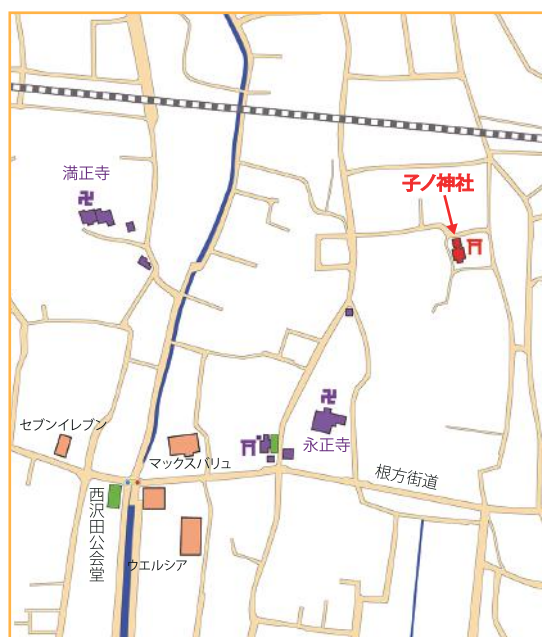 満正寺
子ノ神社
セブンイレブン
マックスバリュ
永正寺
根方街道
西沢田公会堂
ウエルシア